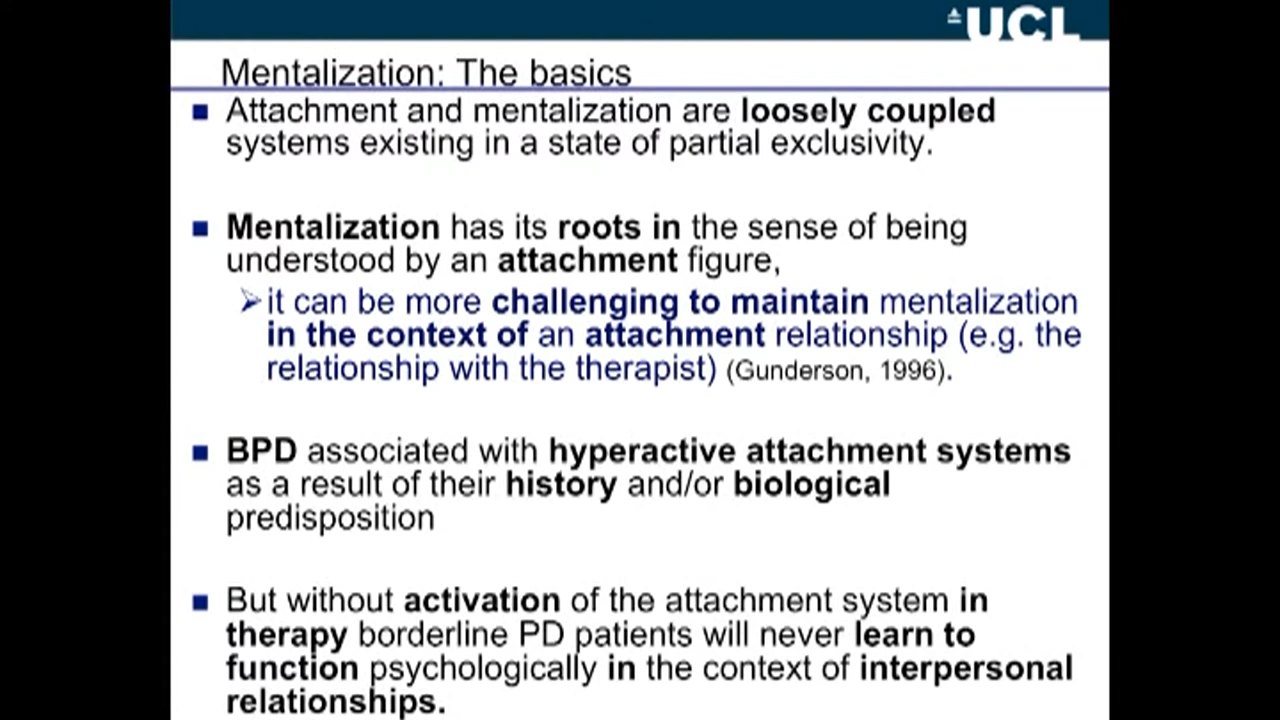 UCL
Mentalization: The basics
■ Attachment and mentalization are loosely coupled
systems existing in a state of partial exclusivity.
■ Mentalization has its roots in the sense of being
understood by an attachment figure,
➢it can be more challenging to maintain mentalization
in the context of an attachment relationship (e.g. the
relationship with the therapist) (Gunderson, 1996).
■ BPD associated with hyperactive attachment systems
as a result of their history and/or biological
predisposition
■ But without activation of the attachment system in
therapy borderline PD patients will never learn to
function psychologically in the context of interpersonal
relationships.